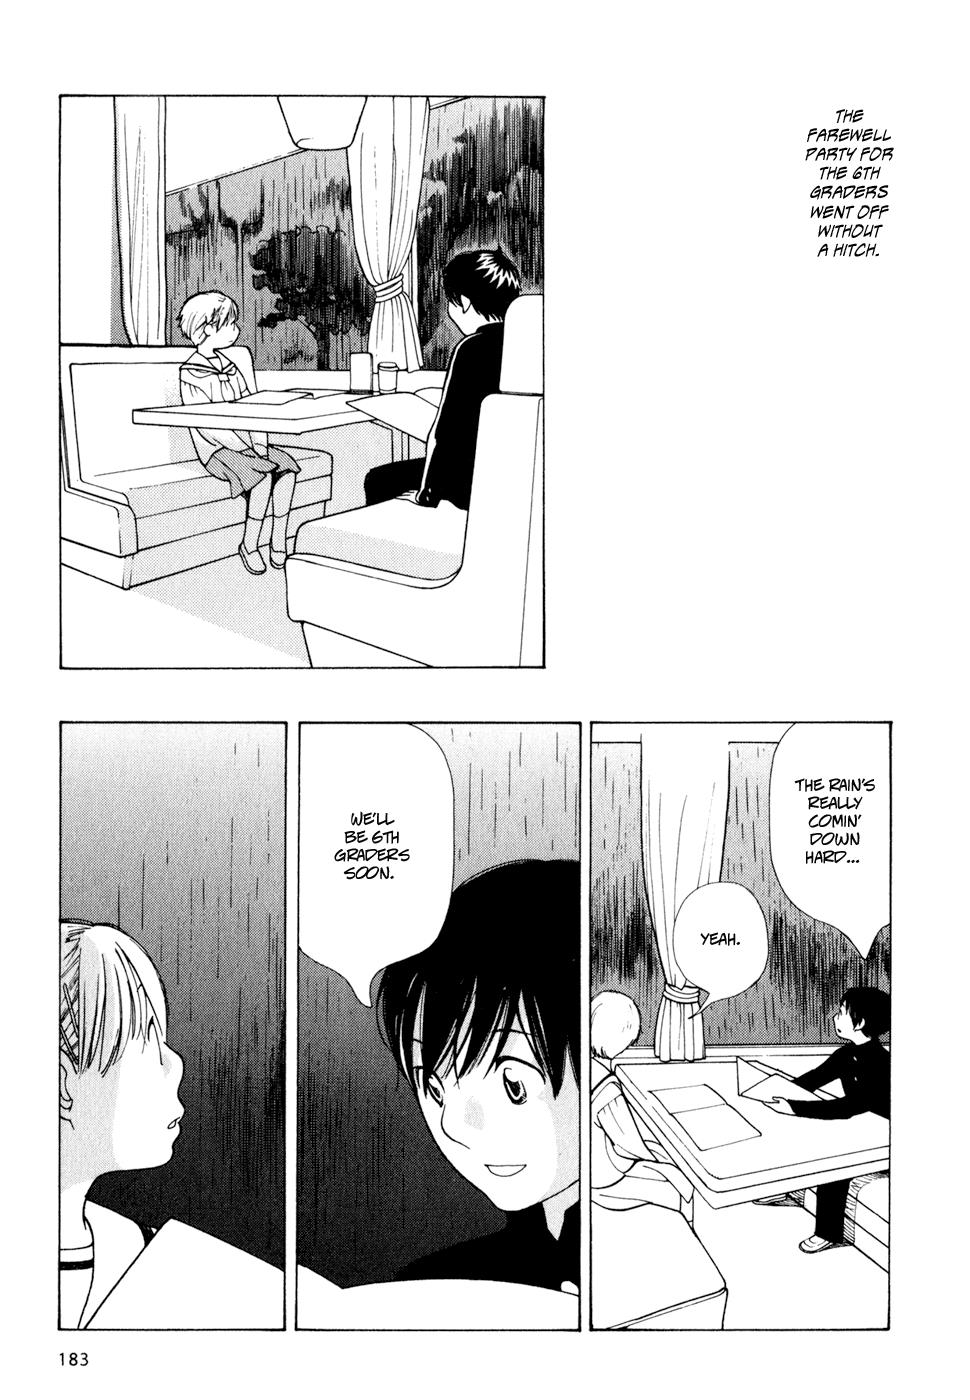 THE
FAREWELL
PARTY FOR
THE 6TH
GRADERS
WENT OFF
WITHOUT
A HITCH.
THE RAIN'S
REALLY
COMIN'
DOWN
HARD...
YEAH.
WE'LL
BE 6TH
GRADERS
SOON.
183